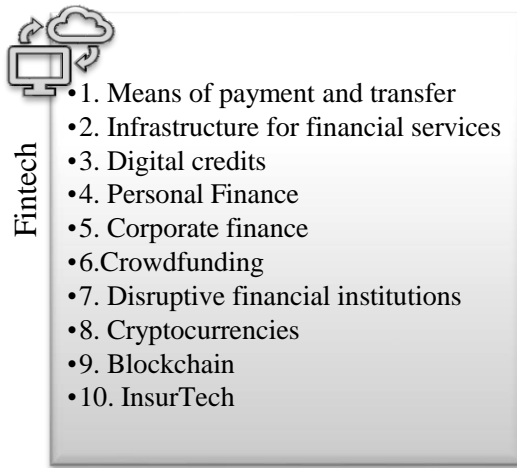 Fintech
•1. Means of payment and transfer
•2. Infrastructure for financial services
•3. Digital credits
•4. Personal Finance
•5. Corporate finance
•6.Crowdfunding
•7. Disruptive financial institutions
•8. Cryptocurrencies
•9. Blockchain
•10. InsurTech